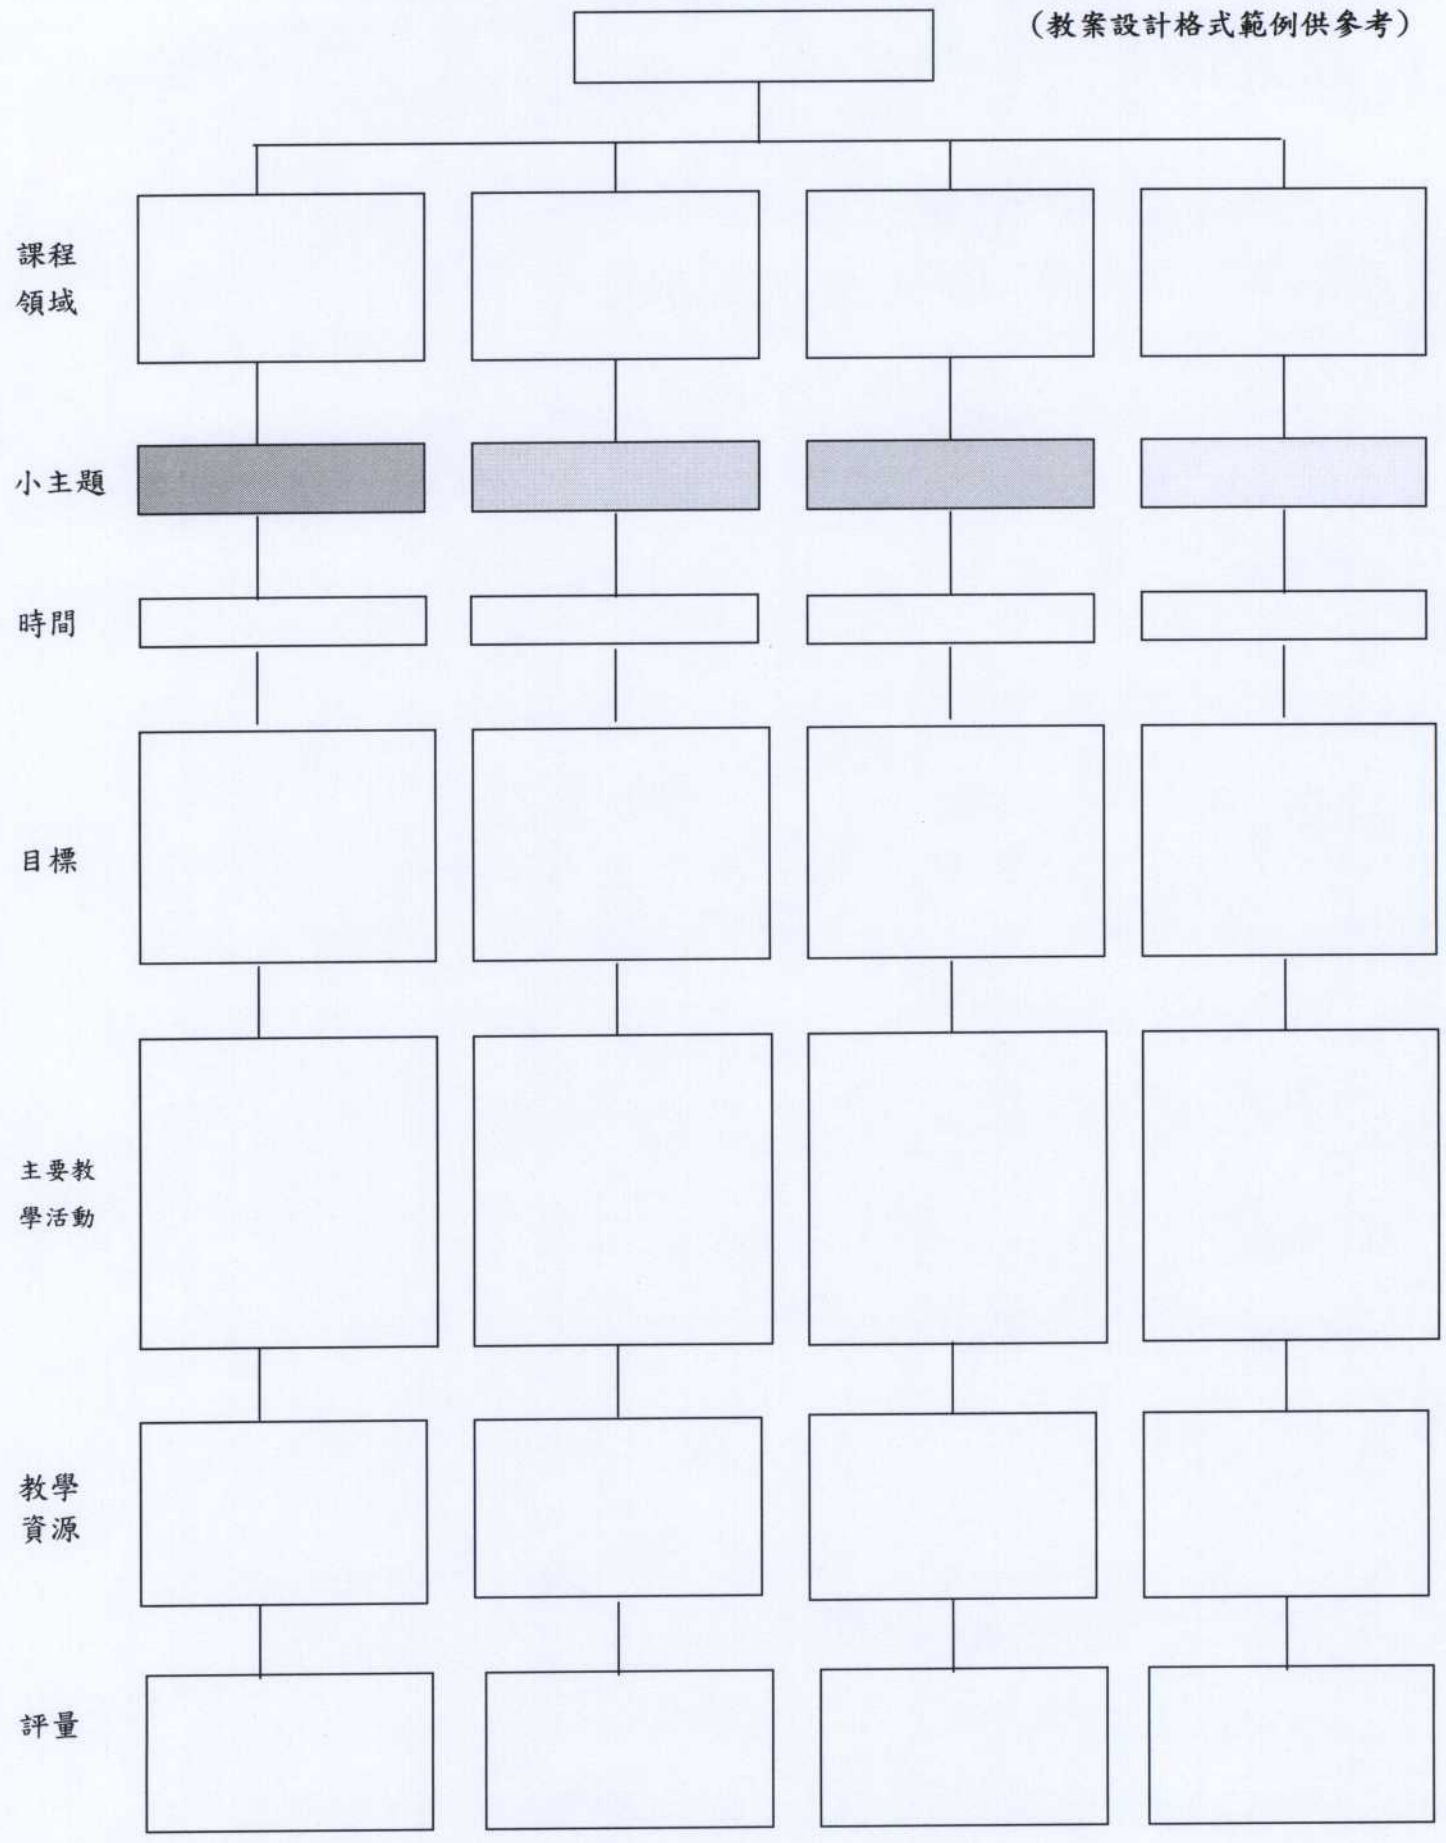 （教案設計格式範例供參考）
課程
領域
小主題
時間
目標
主要教
學活動
教學
資源
評量